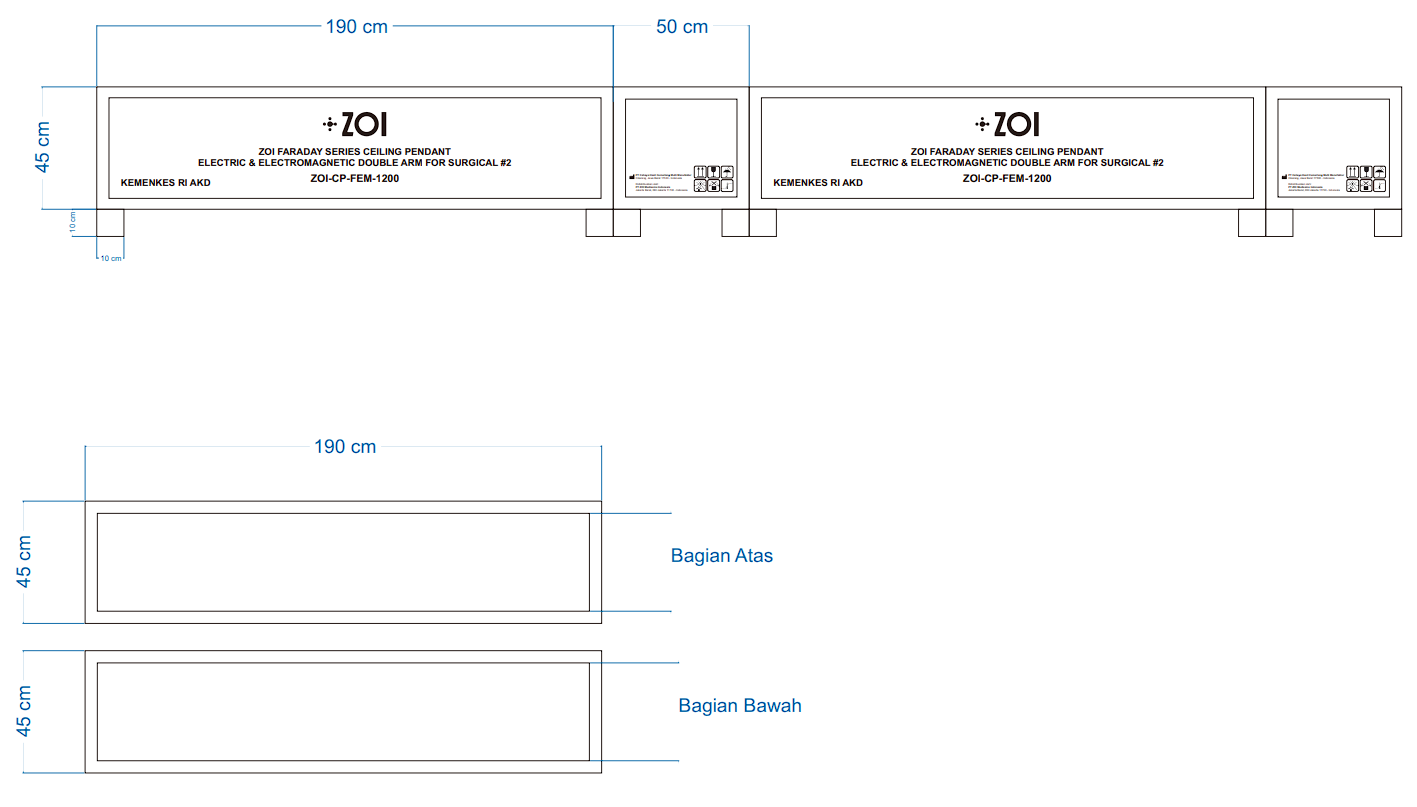 190 cm
50 cm
45 cm
ZOI
ZOI FARADAY SERIES CEILING PENDANT
ELECTRIC & ELECTROMAGNETIC DOUBLE ARM FOR SURGICAL #2
KEMENKES RI AKD
ZOI-CP-FEM-1200
ZOI
ZOI FARADAY SERIES CEILING PENDANT
ELECTRIC & ELECTROMAGNETIC DOUBLE ARM FOR SURGICAL #2
KEMENKES RI AKD
ZOI-CP-FEM-1200
10 cm
10 cm
190 cm
45 cm
Bagian Atas
45 cm
Bagian Bawah